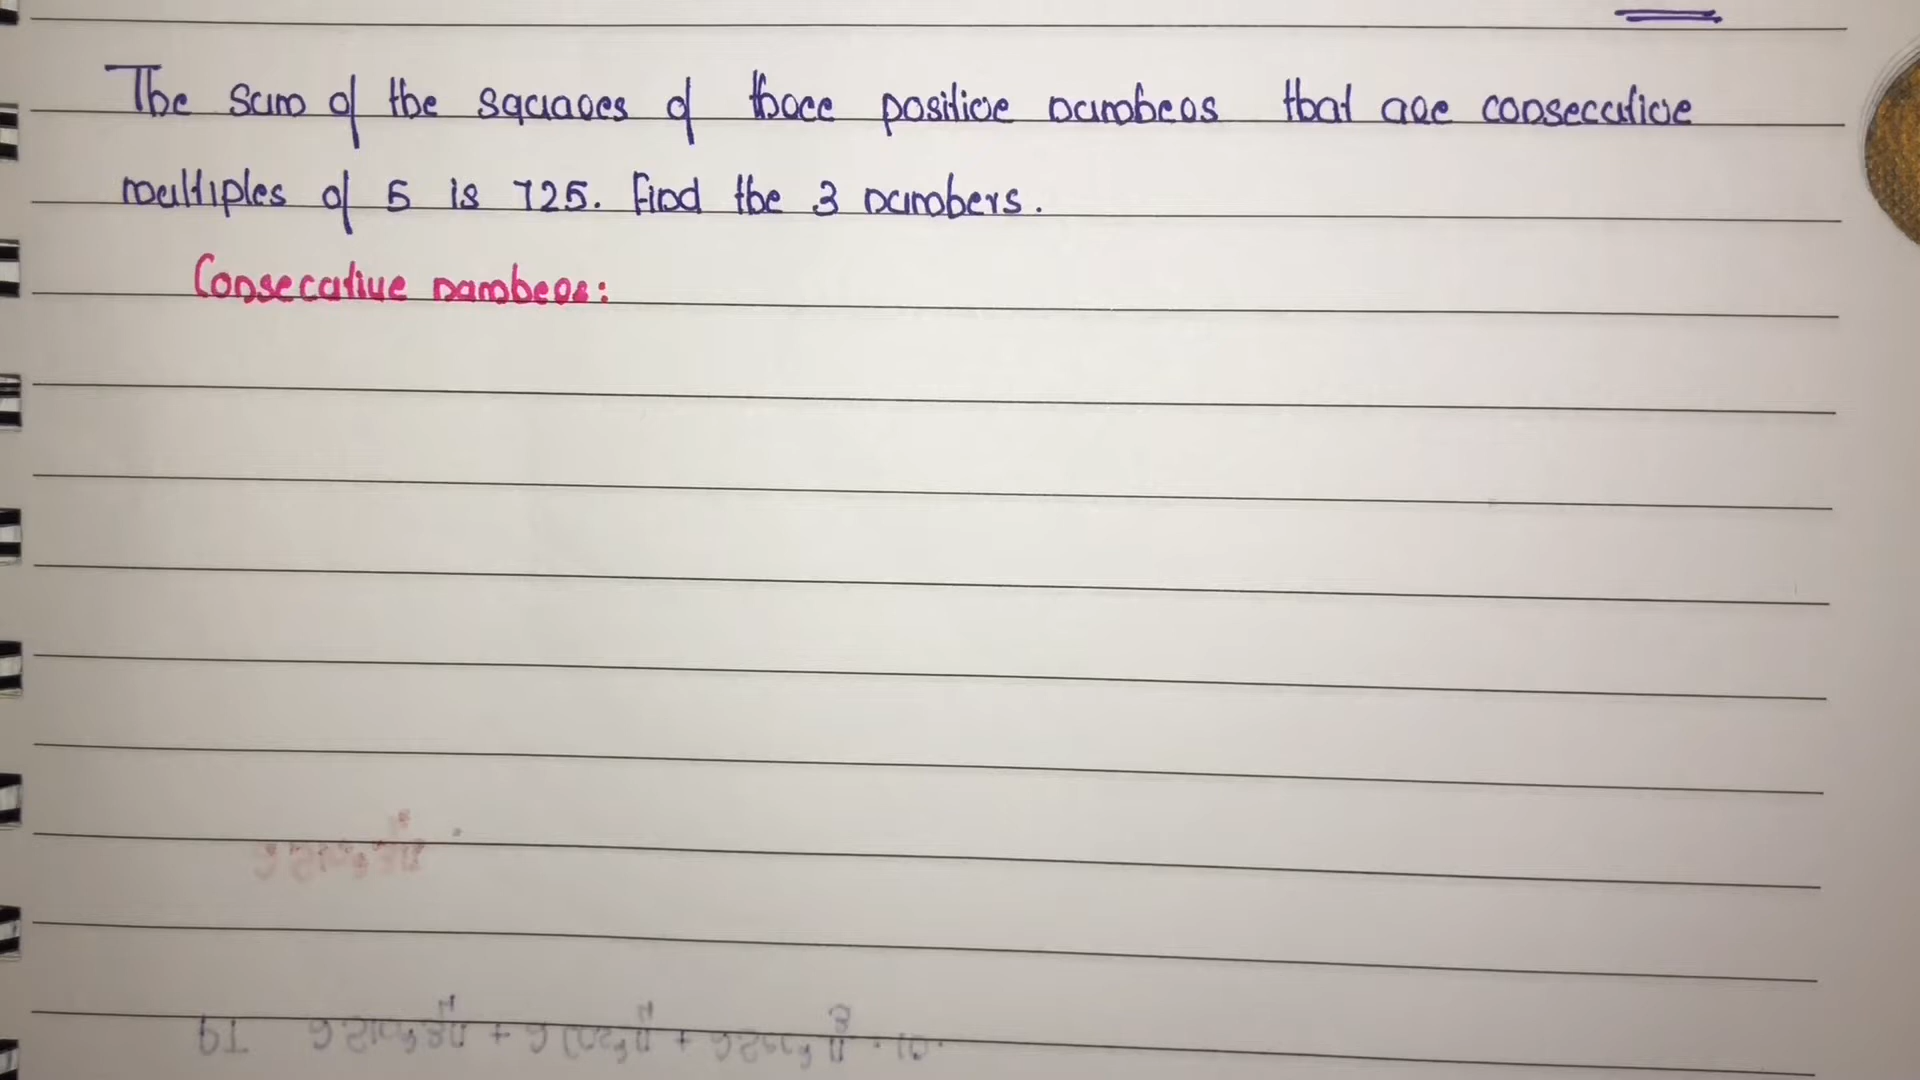 The sum of the squares of three positive numbers that are consecutive
multiples of 5 is 725. Find the 3 numbers.
Consecutive numbers: